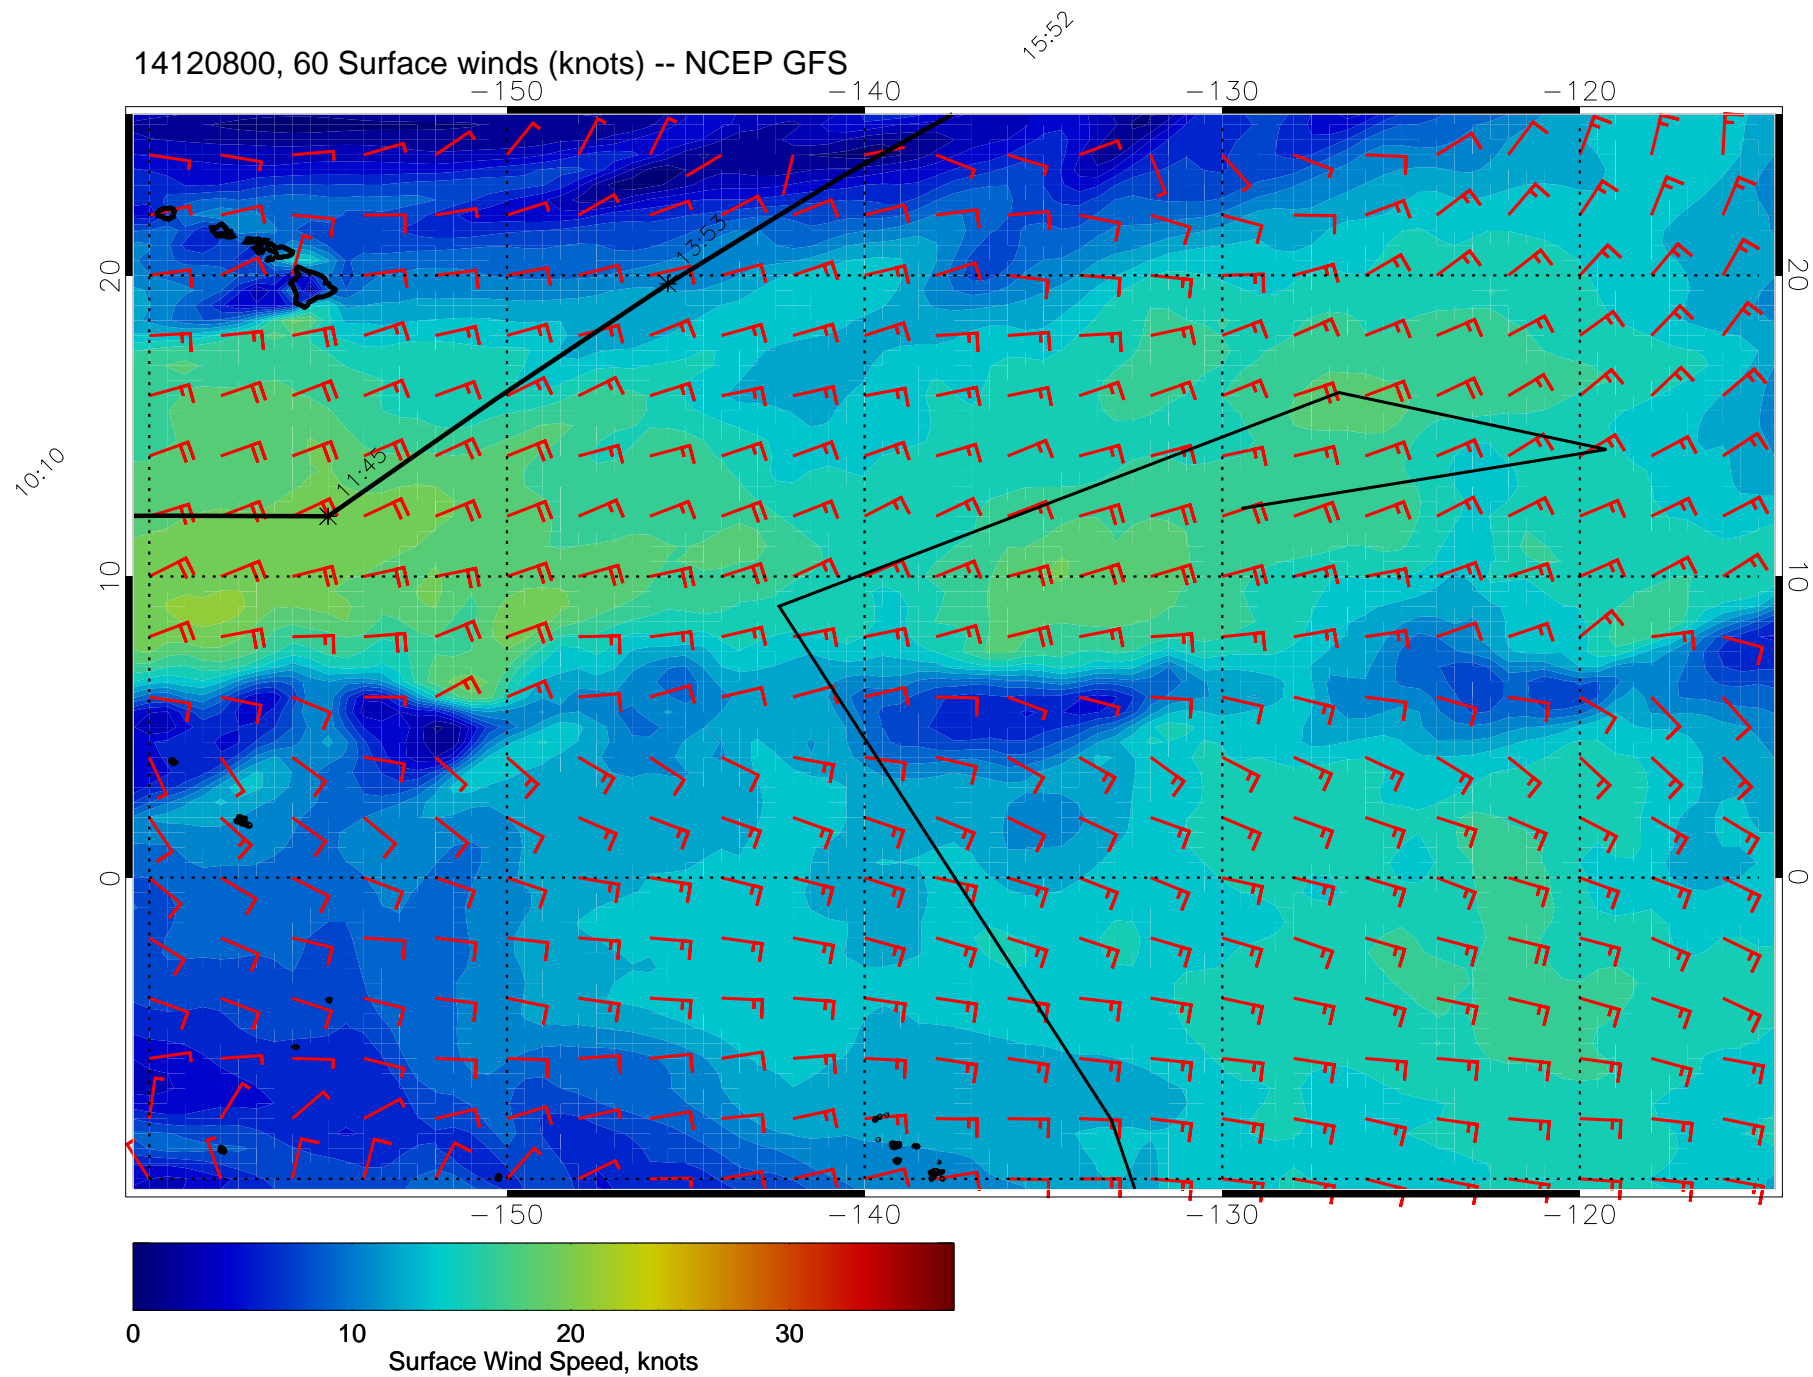 15:52
14120800, 60 Surface winds (knots) -- NCEP GFS
−150 −140 −130 −120
13:53
20 20
11:45
10:10
10 10
0 0
−150 −140 −130 −120
0 10 20 30
Surface Wind Speed, knots